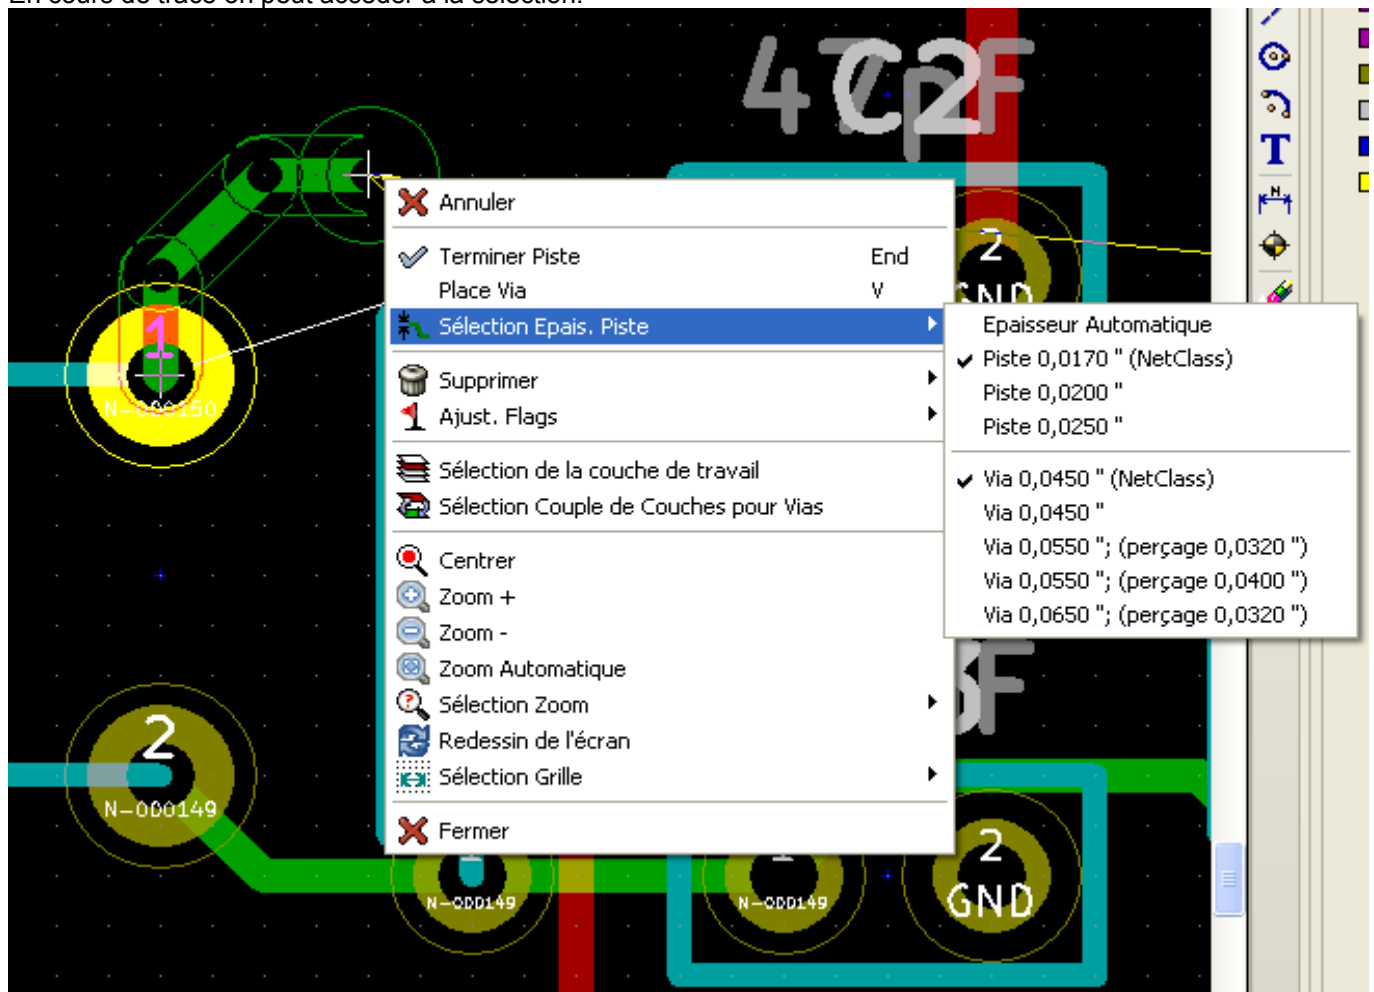 En cours de tracé on peut accéder à la sélection.
47pF
C2
Annuler
Terminer Piste End
Place Via V
Sélection Epais. Piste
Supprimer
Ajust. Flags
Sélection de la couche de travail
Sélection Couple de Couches pour Vias
Centrer
Zoom +
Zoom -
Zoom Automatique
Sélection Zoom
Redessin de l'écran
Sélection Grille
Fermer
Epaisseur Automatique
Piste 0,0170 " (NetClass)
Piste 0,0200 "
Piste 0,0250 "
Via 0,0450 " (NetClass)
Via 0,0450 "
Via 0,0550 "; (perçage 0,0320 ")
Via 0,0550 "; (perçage 0,0400 ")
Via 0,0650 "; (perçage 0,0320 ")
1
N-000150
2
GND
2
N-000149
N-000149
N-000149
2
GND
T
N